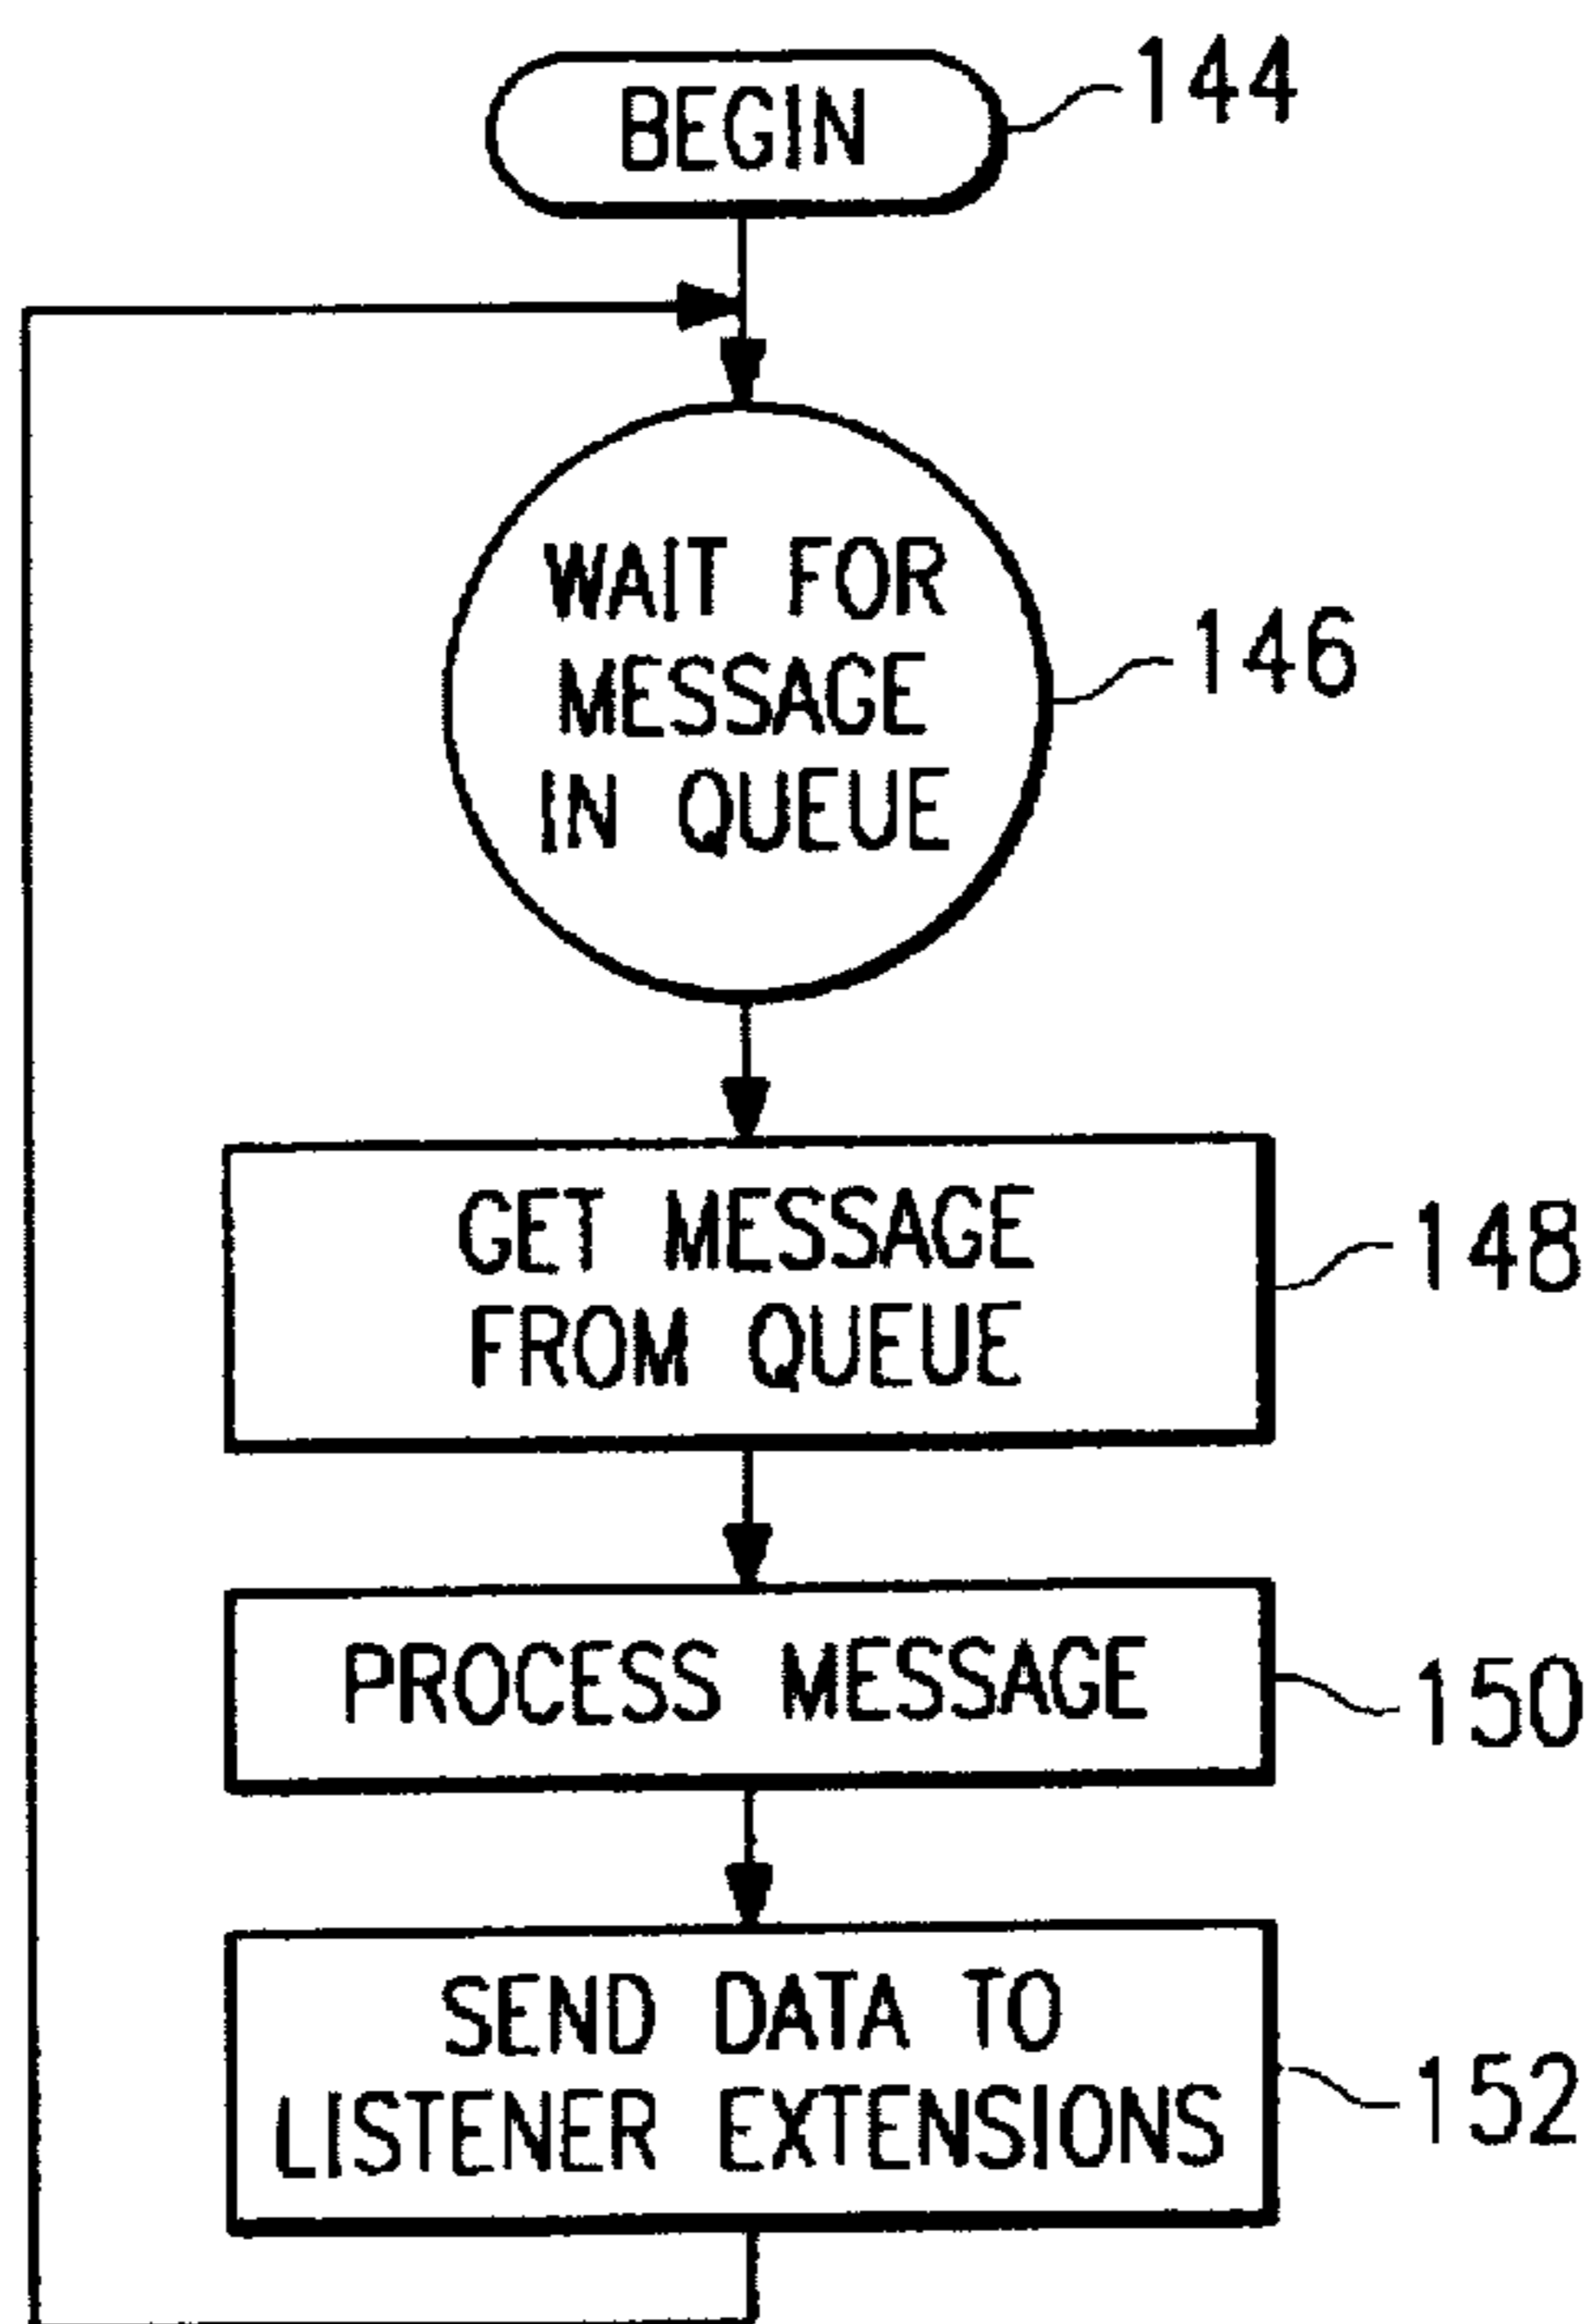 BEGIN
144
WAIT FOR
MESSAGE
IN QUEUE
146
GET MESSAGE
FROM QUEUE
148
PROCESS MESSAGE
150
SEND DATA TO
LISTENER EXTENSIONS
152